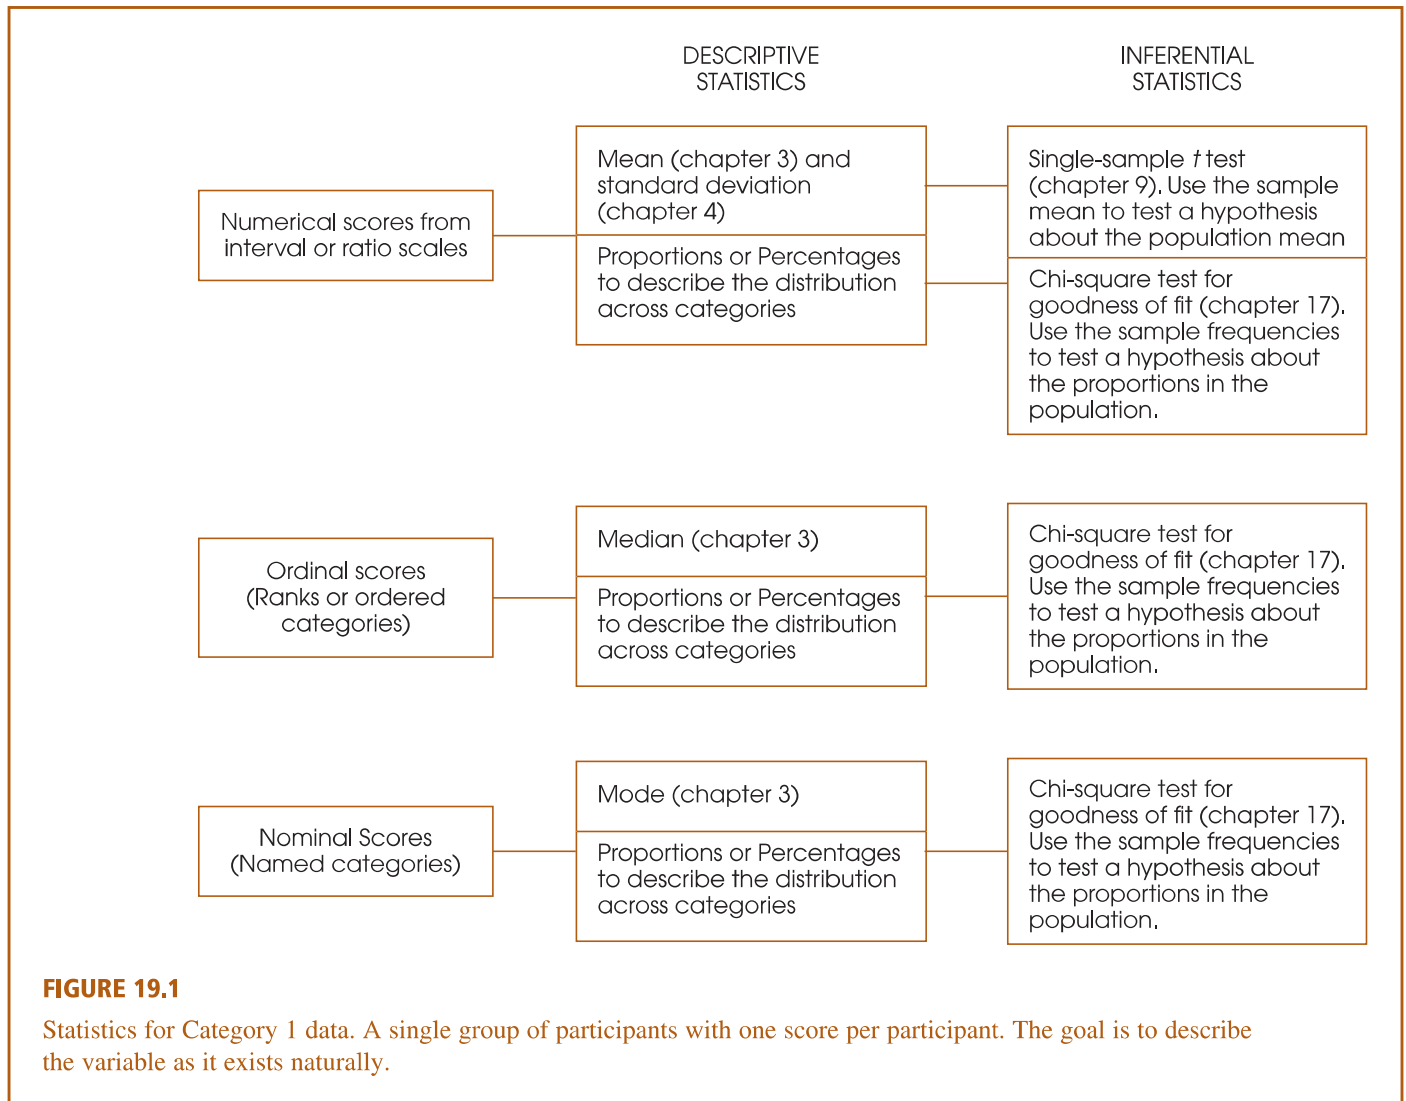 DESCRIPTIVE
STATISTICS
INFERENTIAL
STATISTICS
Numerical scores from
interval or ratio scales
Mean (chapter 3) and
standard deviation
(chapter 4)
Proportions or Percentages
to describe the distribution
across categories
Single-sample t test
(chapter 9). Use the sample
mean to test a hypothesis
about the population mean
Chi-square test for
goodness of fit (chapter 17).
Use the sample frequencies
to test a hypothesis about
the proportions in the
population.
Ordinal scores
(Ranks or ordered
categories)
Median (chapter 3)
Proportions or Percentages
to describe the distribution
across categories
Chi-square test for
goodness of fit (chapter 17).
Use the sample frequencies
to test a hypothesis about
the proportions in the
population.
Nominal Scores
(Named categories)
Mode (chapter 3)
Proportions or Percentages
to describe the distribution
across categories
Chi-square test for
goodness of fit (chapter 17).
Use the sample frequencies
to test a hypothesis about
the proportions in the
population.
FIGURE 19.1
Statistics for Category 1 data. A single group of participants with one score per participant. The goal is to describe
the variable as it exists naturally.